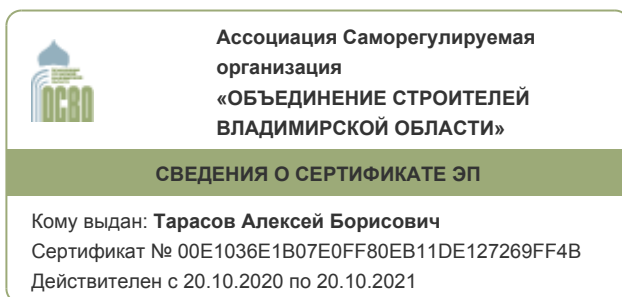 ОСВО
Ассоциация Саморегулируемая
организация
«ОБЪЕДИНЕНИЕ СТРОИТЕЛЕЙ
ВЛАДИМИРСКОЙ ОБЛАСТИ»
СВЕДЕНИЯ О СЕРТИФИКАТЕ ЭП
Кому выдан: Тарасов Алексей Борисович
Сертификат № 00E1036E1B07E0FF80EB11DE127269FF4B
Действителен с 20.10.2020 по 20.10.2021